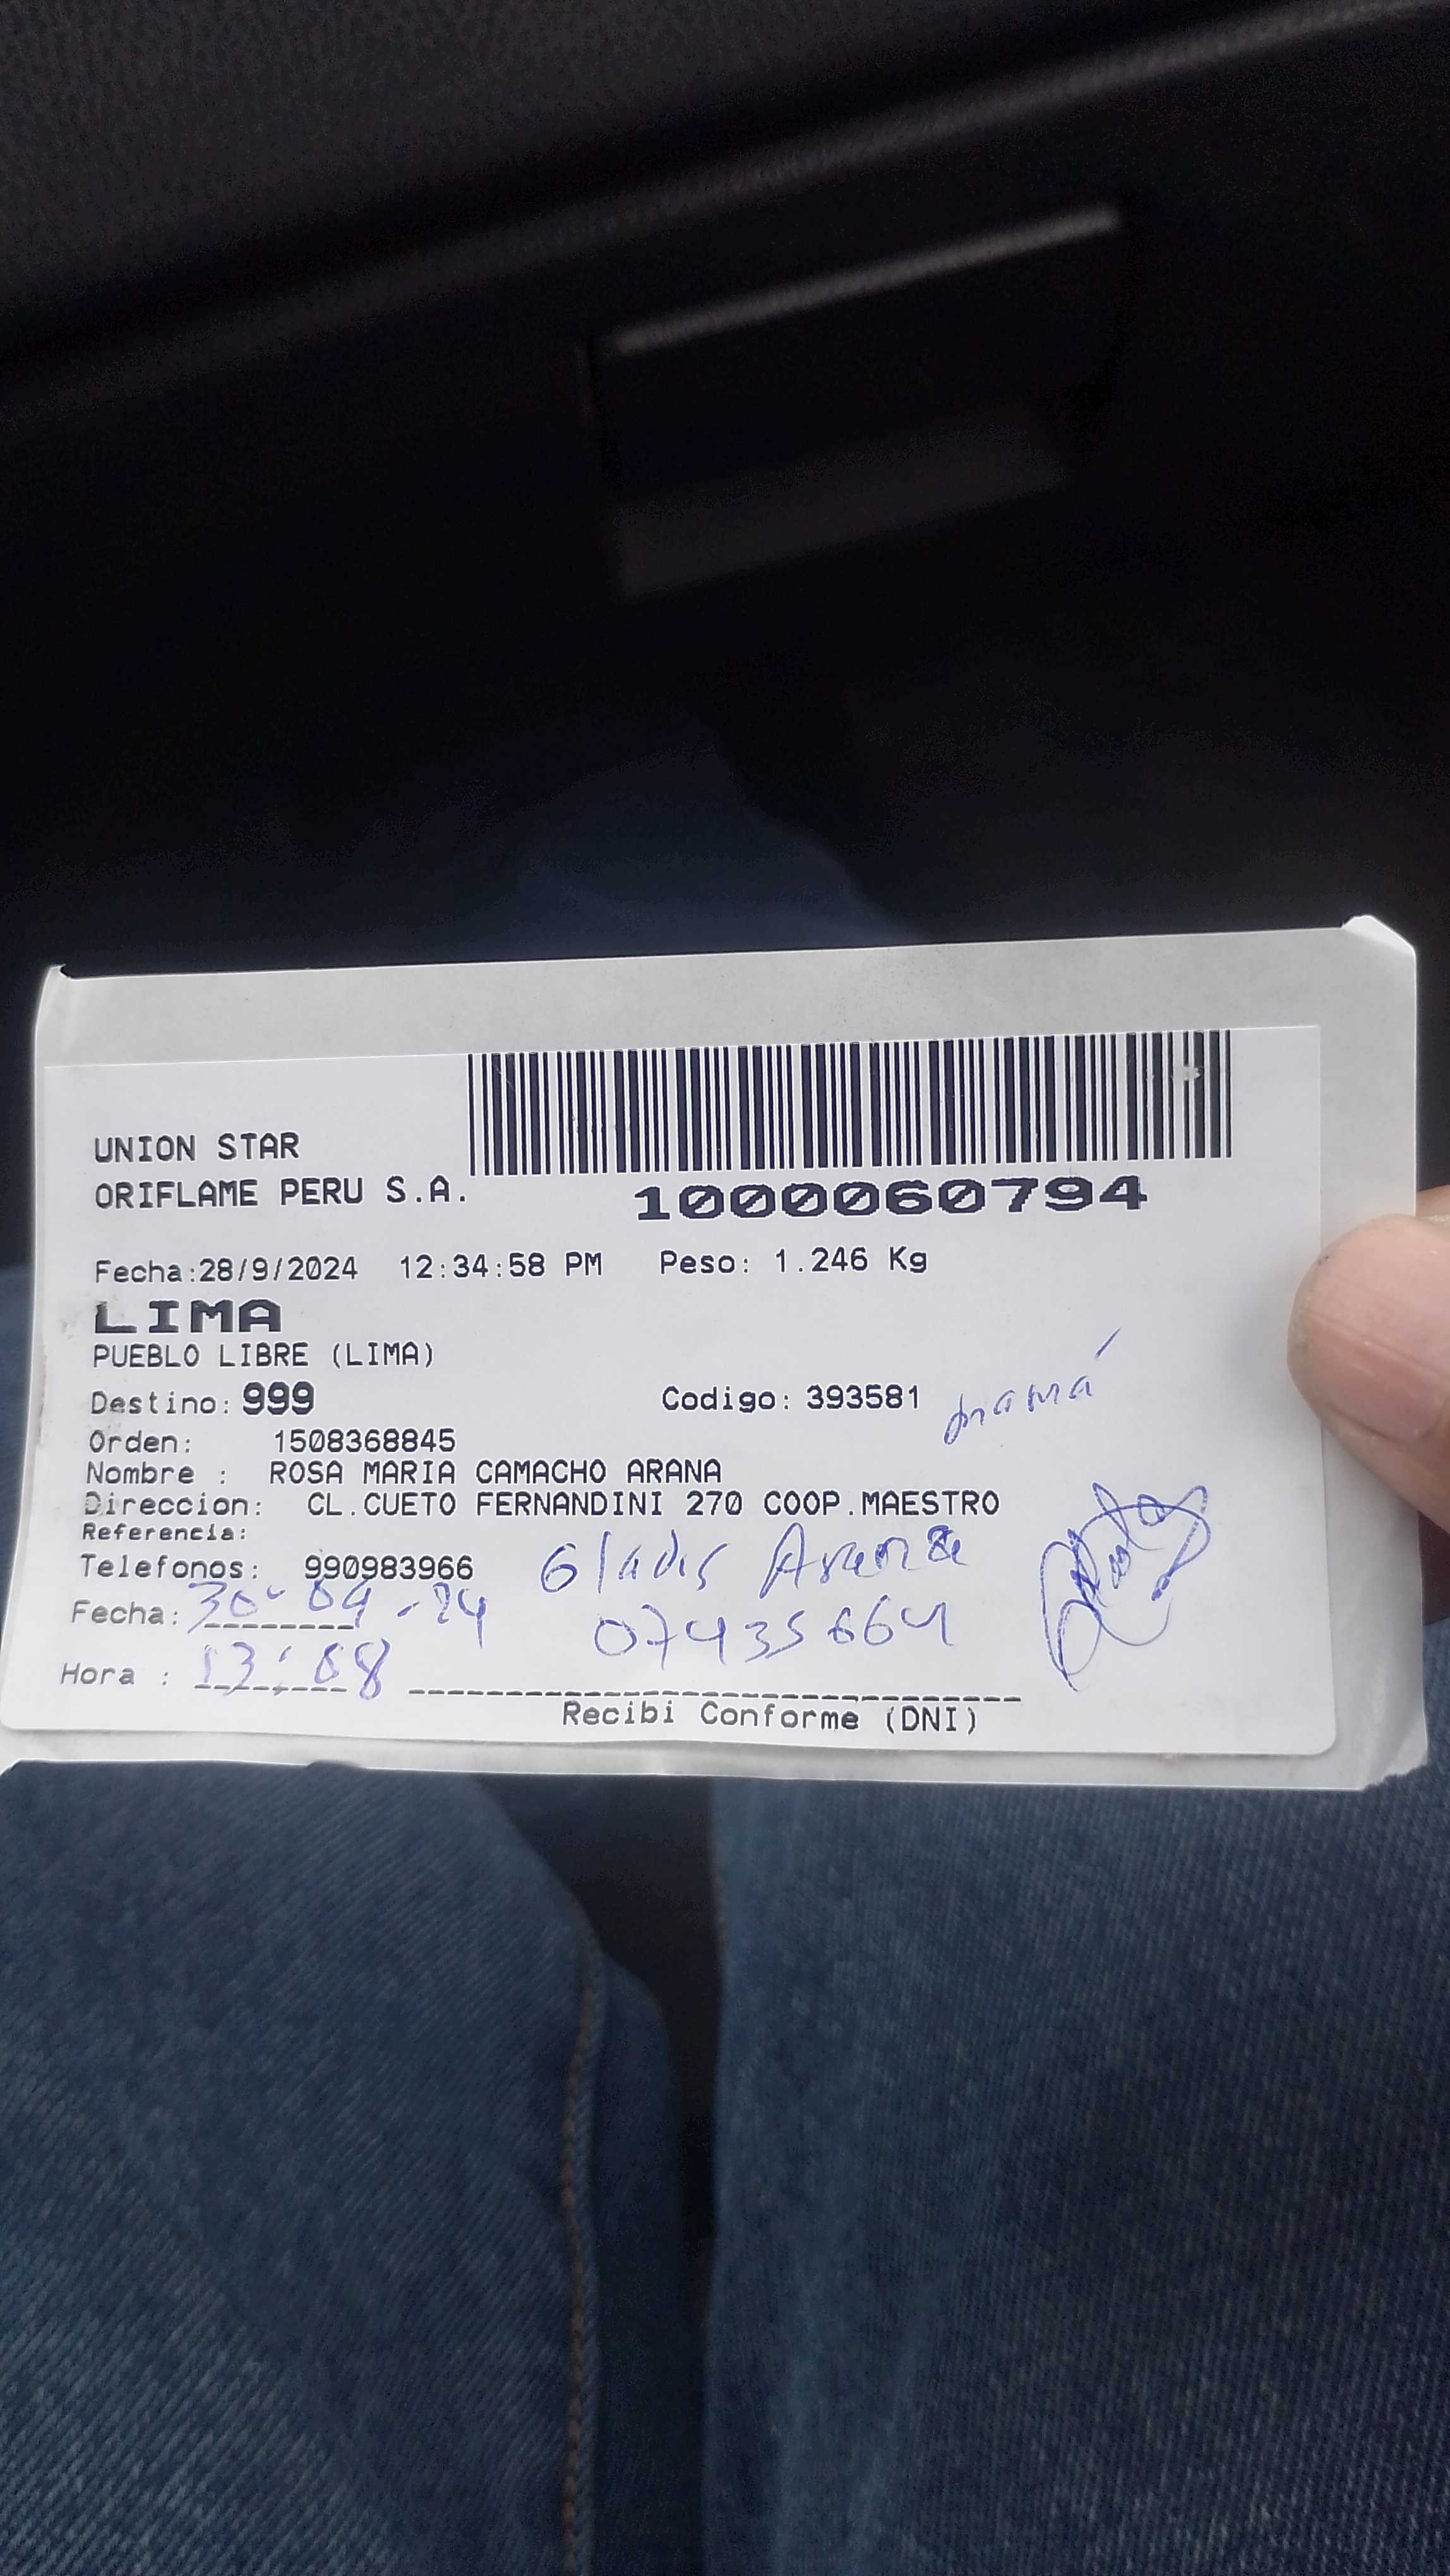 UNION STAR
ORIFLAME PERU S.A.
1000060794
Fecha:28/9/2024 12:34:58 PM Peso: 1.246 Kg
LIMA
PUEBLO LIBRE (LIMA)
Destino: 999 Codigo: 393581 mamá
Orden: 1508368845
Nombre : ROSA MARIA CAMACHO ARANA
Direccion: CL.CUETO FERNANDINI 270 COOP.MAESTRO
Referencia:
Telefonos: 990983966 Gladis Arana
Fecha: 30-09-24 07435664
Hora : 13:08
Recibi Conforme (DNI)